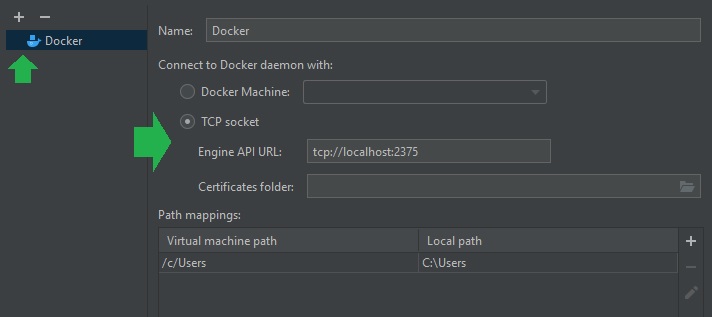 Docker
Name: Docker
Connect to Docker daemon with:
Docker Machine:
TCP socket
Engine API URL: tcp://localhost:2375
Certificates folder:
Path mappings:
Virtual machine path Local path
/c/Users C:\Users